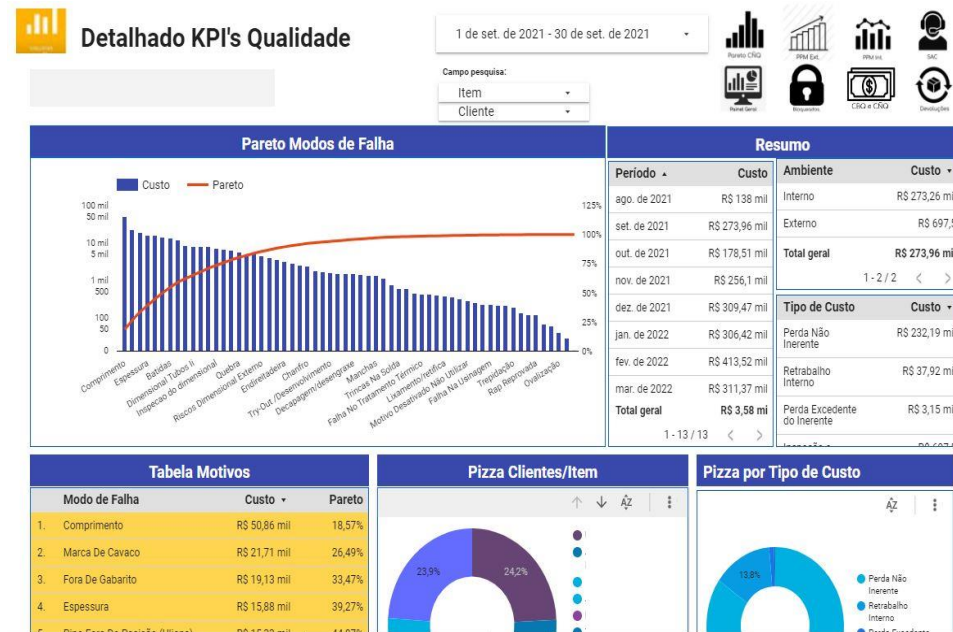 Detalhado KPI's Qualidade
1 de set. de 2021 - 30 de set. de 2021
Campo pesquisa:
Item
Cliente
Pareto CÑQ
PPM Ext.
PPM Int.
SAC
Painel Geral
Bloqueados
CBQ e CÑQ
Devoluções
Pareto Modos de Falha
Custo
Pareto
100 mil
50 mil
10 mil
5 mil
1 mil
500
100
50
0
125%
100%
75%
50%
25%
0%
Comprimento
Espessura
Batidas
Dimensional Tubos Ii
Inspecao do dimensional
Quebra
Riscos Dimensional Externo
Endireitadeira
Chanfro
Try-Out /Desenvolvimento
Decapagem/desengraxe
Manchas
Trincas Na Solda
Falha No Tratamento Térmico
Lixamento/retifica
Motivo Desativado Não Utilizar
Falha Na Usinagem
Trepidação
Rap Reprovada
Ovalização
Resumo
Período Custo
ago. de 2021 R$ 138 mil
set. de 2021 R$ 273,96 mil
out. de 2021 R$ 178,51 mil
nov. de 2021 R$ 256,1 mil
dez. de 2021 R$ 309,47 mil
jan. de 2022 R$ 306,42 mil
fev. de 2022 R$ 413,52 mil
mar. de 2022 R$ 311,37 mil
Total geral R$ 3,58 mi
1 - 13 / 13
Ambiente Custo
Interno R$ 273,26 mi
Externo R$ 697,5
Total geral R$ 273,96 mi
1 - 2 / 2
Tipo de Custo Custo
Perda Não R$ 232,19 mi
Inerente
Retrabalho R$ 37,92 mi
Interno
Perda Excedente R$ 3,15 mi
do Inerente
Tabela Motivos
Modo de Falha Custo Pareto
1. Comprimento R$ 50,86 mil 18,57%
2. Marca De Cavaco R$ 21,71 mil 26,49%
3. Fora De Gabarito R$ 19,13 mil 33,47%
4. Espessura R$ 15,88 mil 39,27%
Pizza Clientes/Item
23,9%
24,2%
Pizza por Tipo de Custo
13,8%
Perda Não
Inerente
Retrabalho
Interno
Perda Excedente